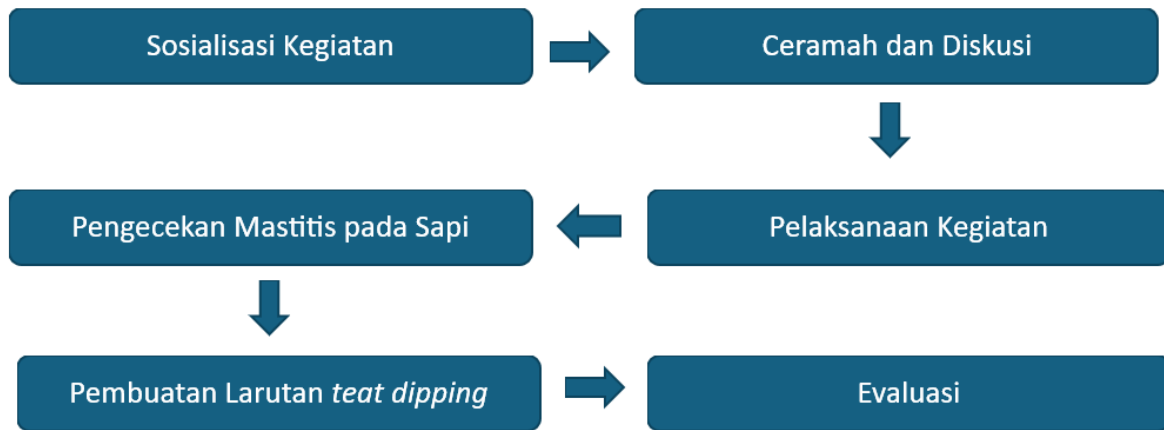 Sosialisasi Kegiatan
Ceramah dan Diskusi
Pelaksanaan Kegiatan
Pengecekan Mastitis pada Sapi
Pembuatan Larutan teat dipping
Evaluasi